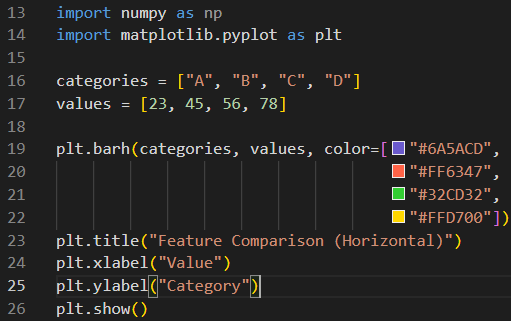 13 import numpy as np
14 import matplotlib.pyplot as plt
15
16 categories = ["A", "B", "C", "D"]
17 values = [23, 45, 56, 78]
18
19 plt.barh(categories, values, color=["#6A5ACD",
20 "#FF6347",
21 "#32CD32",
22 "#FFD700"])
23 plt.title("Feature Comparison (Horizontal)")
24 plt.xlabel("Value")
25 plt.ylabel("Category")
26 plt.show()